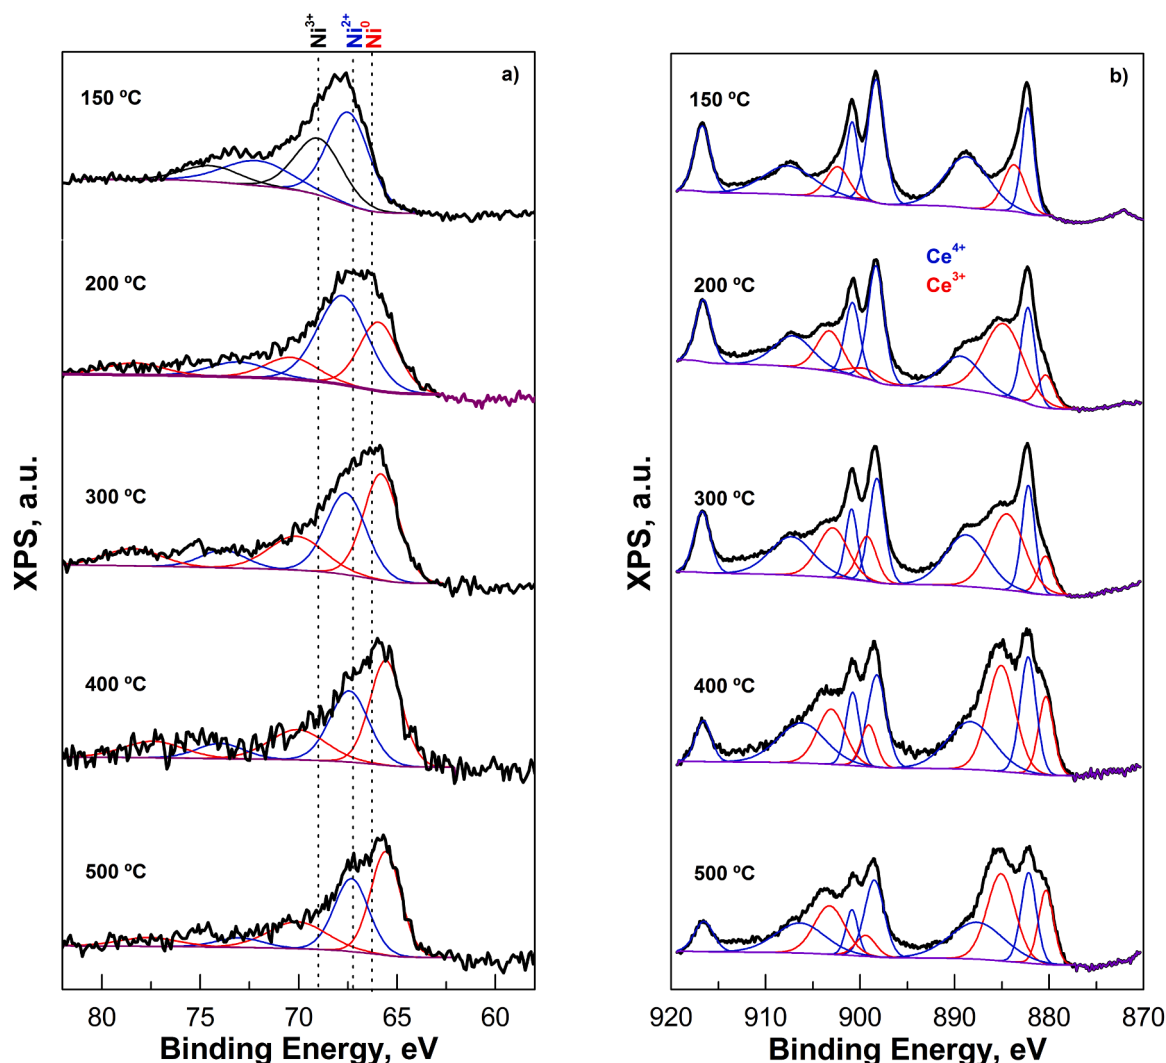 Ni³⁺ Ni²⁺ Ni⁰
a)
150 ºC
200 ºC
300 ºC
400 ºC
500 ºC
XPS, a.u.
80 75 70 65 60
Binding Energy, eV
b)
150 ºC
Ce⁴⁺
Ce³⁺
200 ºC
300 ºC
400 ºC
500 ºC
XPS, a.u.
920 910 900 890 880 870
Binding Energy, eV